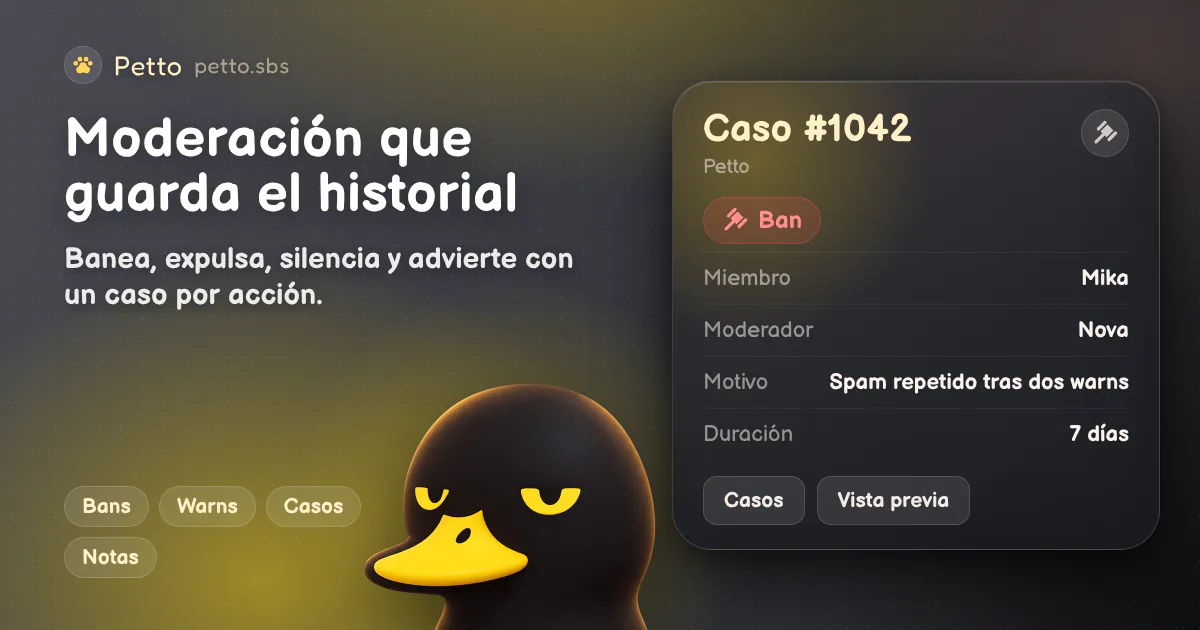 Petto petto.sbs
Moderación que
guarda el historial
Banea, expulsa, silencia y advierte con
un caso por acción.
Bans Warns Casos
Notas
Caso #1042
Petto
Ban
Miembro Mika
Moderador Nova
Motivo Spam repetido tras dos warns
Duración 7 días
Casos Vista previa